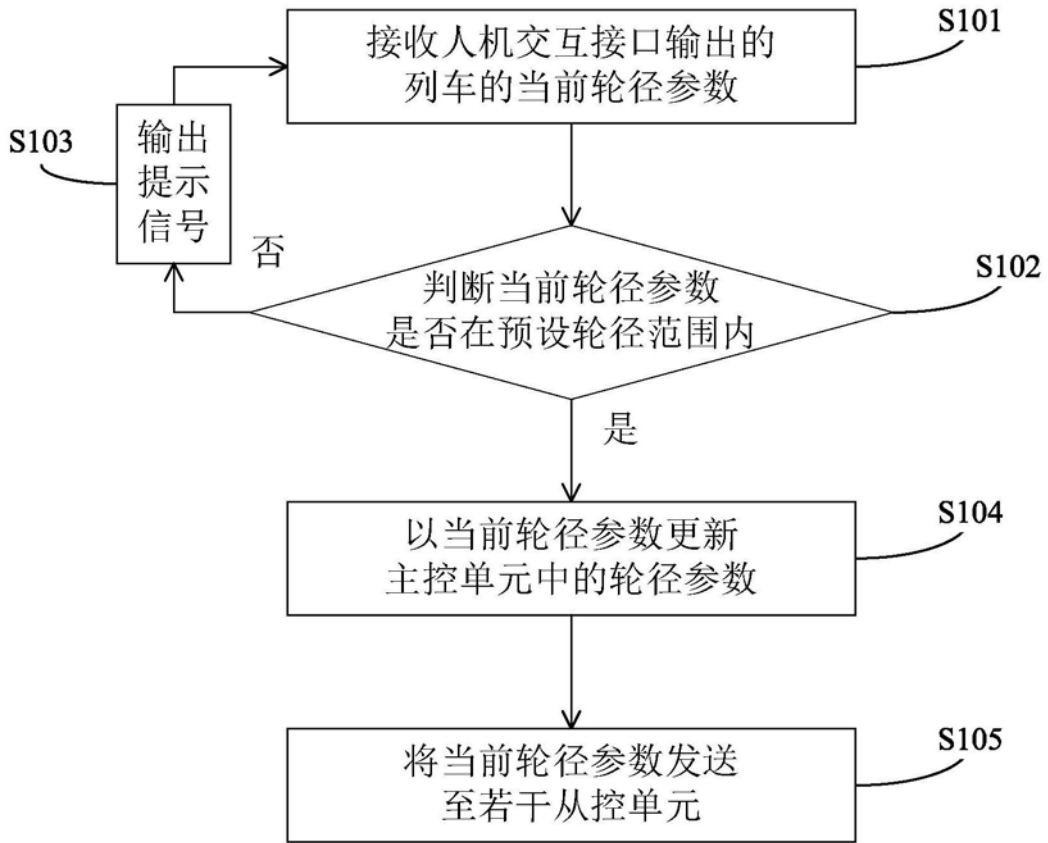 接收人机交互接口输出的
列车的当前轮径参数
S101
S103
输出
提示
信号
否
判断当前轮径参数
是否在预设轮径范围内
S102
是
以当前轮径参数更新
主控单元中的轮径参数
S104
将当前轮径参数发送
至若干从控单元
S105